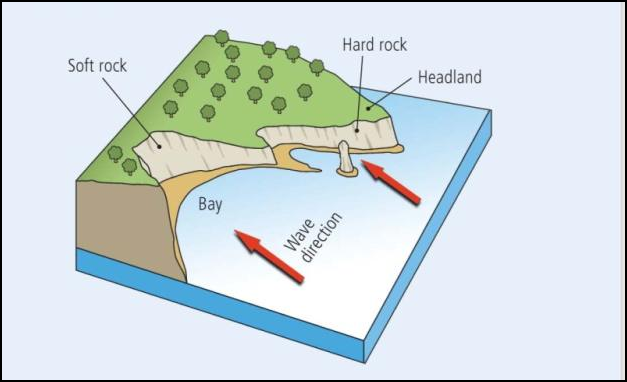 Hard rock
Soft rock
Headland
Bay
Wave
direction